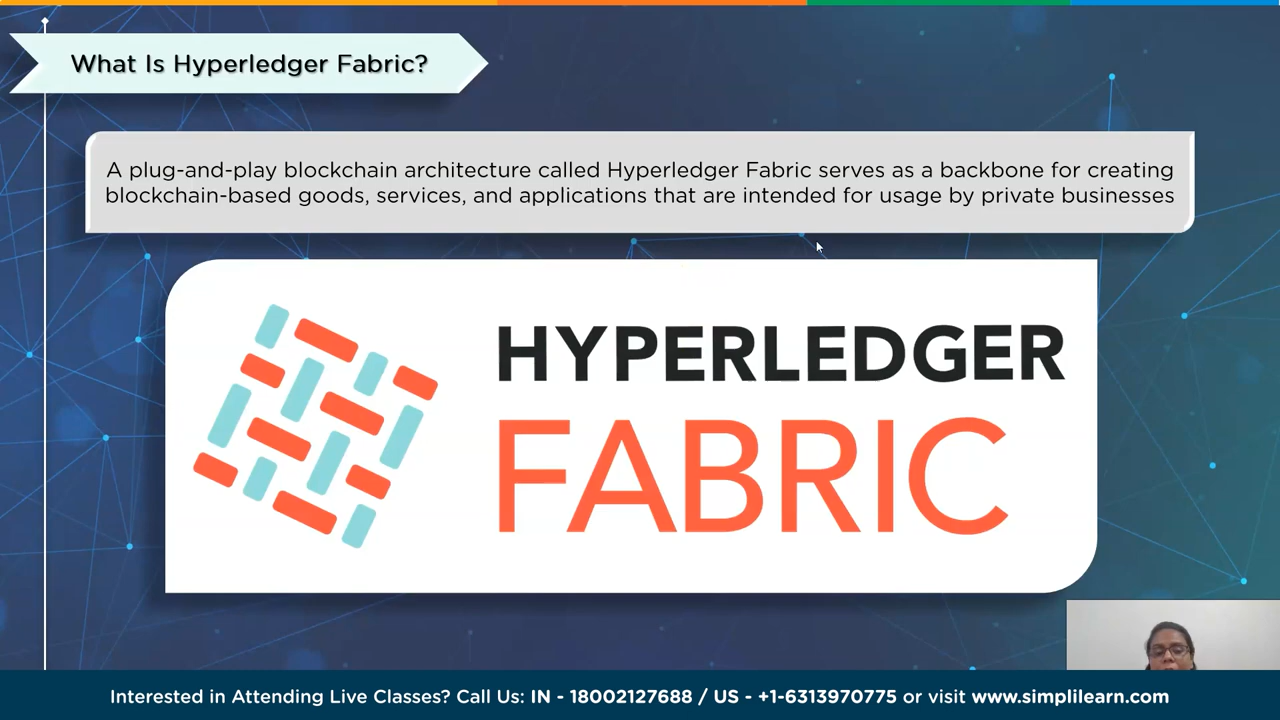 What Is Hyperledger Fabric?
A plug-and-play blockchain architecture called Hyperledger Fabric serves as a backbone for creating
blockchain-based goods, services, and applications that are intended for usage by private businesses
HYPERLEDGER
FABRIC
Interested in Attending Live Classes? Call Us: IN - 18002127688 / US - +1-6313970775 or visit www.simplilearn.com